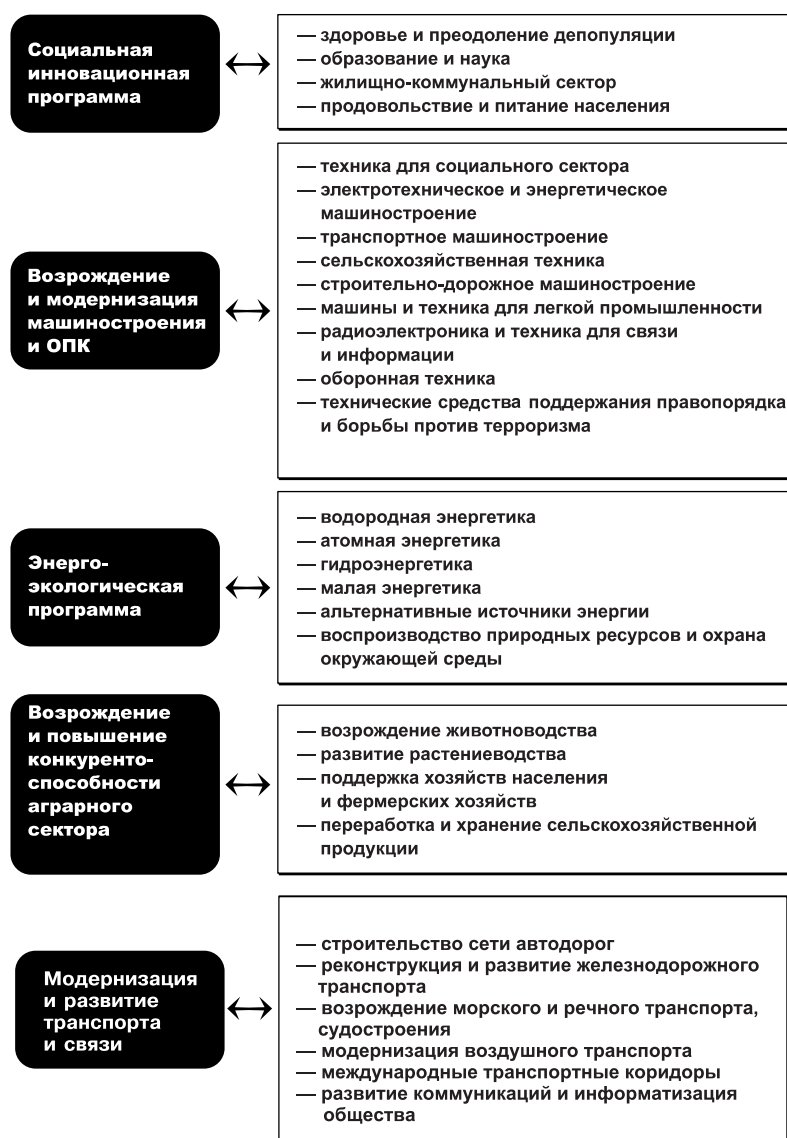 Социальная
инновационная
программа
— здоровье и преодоление депопуляции
— образование и наука
— жилищно-коммунальный сектор
— продовольствие и питание населения
Возрождение
и модернизация
машиностроения
и ОПК
— техника для социального сектора
— электротехническое и энергетическое
машиностроение
— транспортное машиностроение
— сельскохозяйственная техника
— строительно-дорожное машиностроение
— машины и техника для легкой промышленности
— радиоэлектроника и техника для связи
и информации
— оборонная техника
— технические средства поддержания правопорядка
и борьбы против терроризма
Энерго-
экологическая
программа
— водородная энергетика
— атомная энергетика
— гидроэнергетика
— малая энергетика
— альтернативные источники энергии
— воспроизводство природных ресурсов и охрана
окружающей среды
Возрождение
и повышение
конкуренто-
способности
аграрного
сектора
— возрождение животноводства
— развитие растениеводства
— поддержка хозяйств населения
и фермерских хозяйств
— переработка и хранение сельскохозяйственной
продукции
Модернизация
и развитие
транспорта
и связи
— строительство сети автодорог
— реконструкция и развитие железнодорожного
транспорта
— возрождение морского и речного транспорта,
судостроения
— модернизация воздушного транспорта
— международные транспортные коридоры
— развитие коммуникаций и информатизация
общества